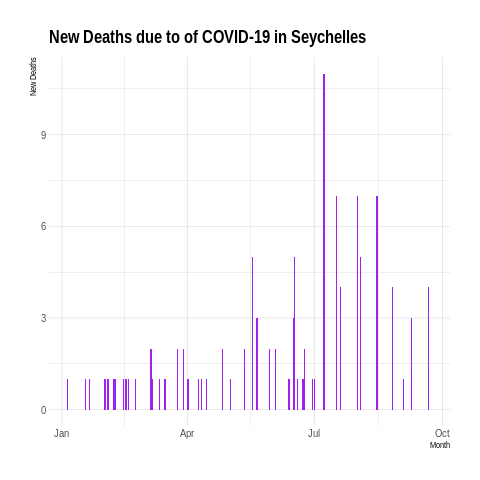 New Deaths due to of COVID-19 in Seychelles
New Deaths
9
6
3
0
Jan Apr Jul Oct
Month